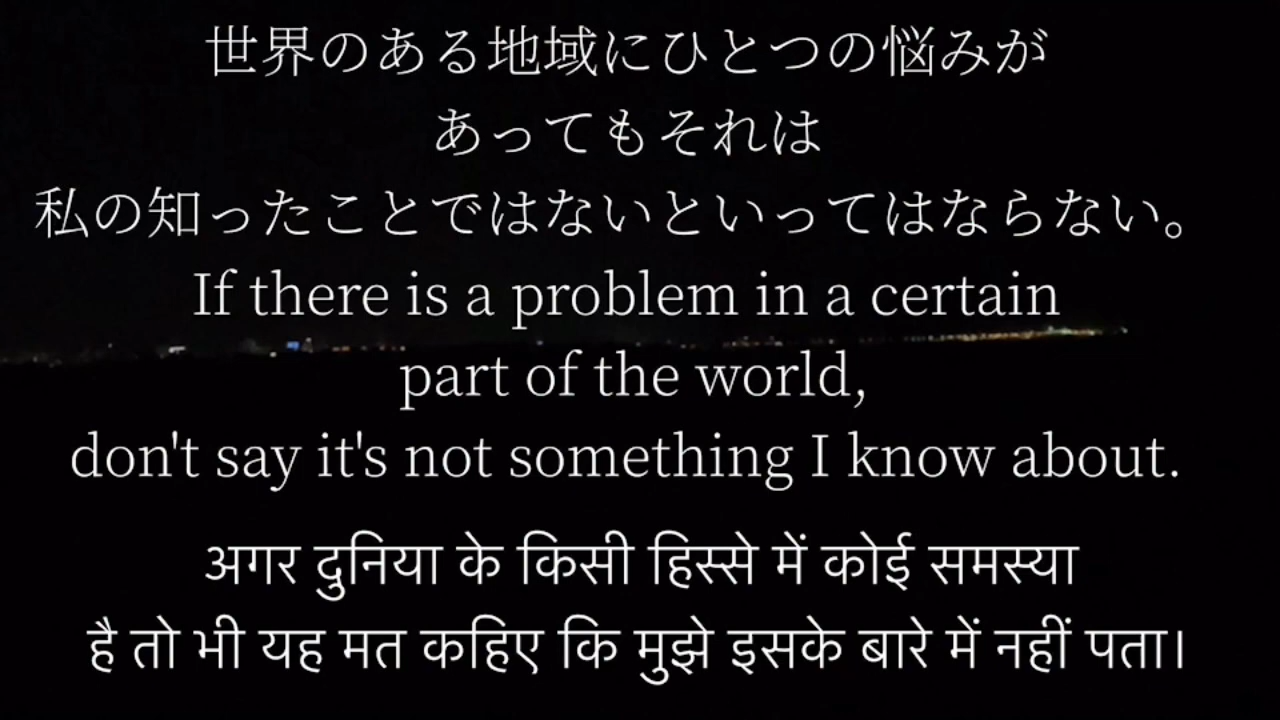 世界のある地域にひとつの悩みが
あってもそれは
私の知ったことではないといってはならない。
If there is a problem in a certain
part of the world,
don't say it's not something I know about.
अगर दुनिया के किसी हिस्से में कोई समस्या
है तो भी यह मत कहिए कि मुझे इसके बारे में नहीं पता।